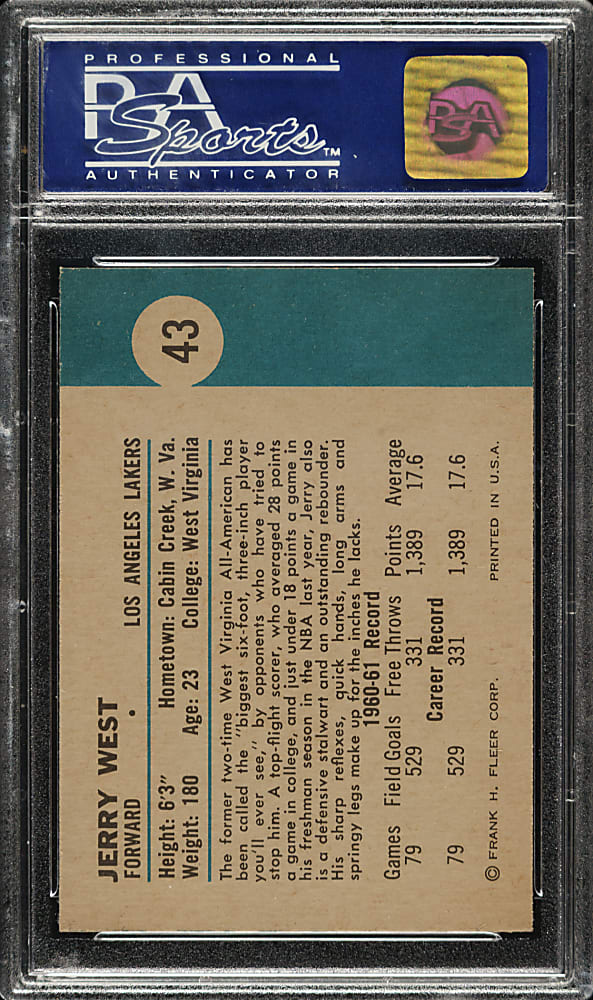 PROFESSIONAL
PSA
Sports™
AUTHENTICATOR
PSA
43
JERRY WEST
FORWARD • LOS ANGELES LAKERS
Height: 6'3" Hometown: Cabin Creek, W. Va.
Weight: 180 Age: 23 College: West Virginia
The former two-time West Virginia All-American has
been called the "biggest six-foot, three-inch player
you'll ever see," by opponents who have tried to
stop him. A top-flight scorer, who averaged 28 points
a game in college, and just under 18 points a game in
his freshman season in the NBA last year, Jerry also
is a defensive stalwart and an outstanding rebounder.
His sharp reflexes, quick hands, long arms and
springy legs make up for the inches he lacks.
1960-61 Record
Games Field Goals Free Throws Points Average
79 529 331 1,389 17.6
Career Record
79 529 331 1,389 17.6
© FRANK H. FLEER CORP. PRINTED IN U.S.A.